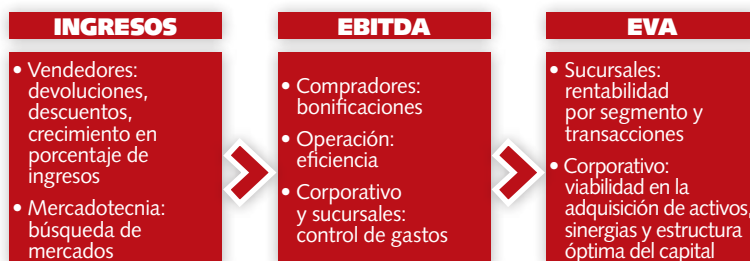 INGRESOS
• Vendedores:
devoluciones,
descuentos,
crecimiento en
porcentaje de
ingresos
• Mercadotecnia:
búsqueda de
mercados
EBITDA
• Compradores:
bonificaciones
• Operación:
eficiencia
• Corporativo
y sucursales:
control de gastos
EVA
• Sucursales:
rentabilidad
por segmento y
transacciones
• Corporativo:
viabilidad en la
adquisición de activos,
sinergias y estructura
óptima del capital